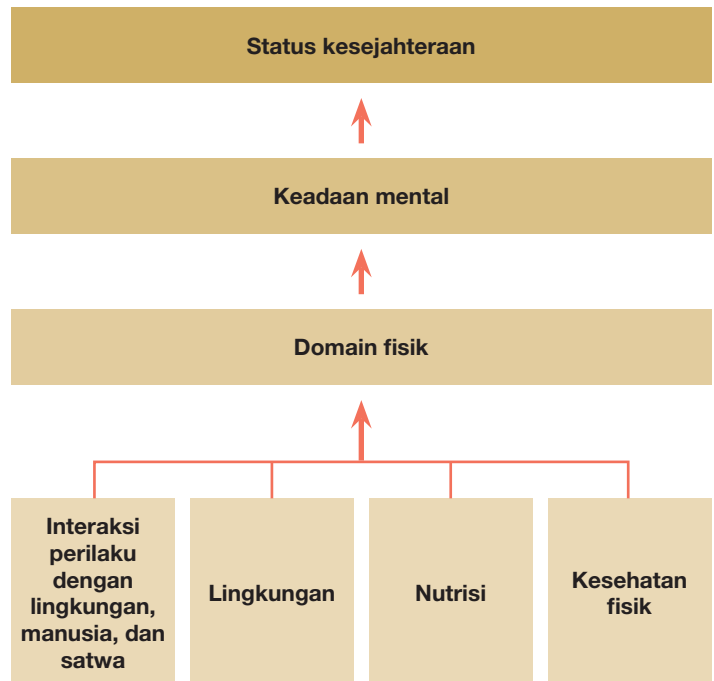 Status kesejahteraan
Keadaan mental
Domain fisik
Interaksi
perilaku
dengan
lingkungan,
manusia, dan
satwa
Lingkungan
Nutrisi
Kesehatan
fisik